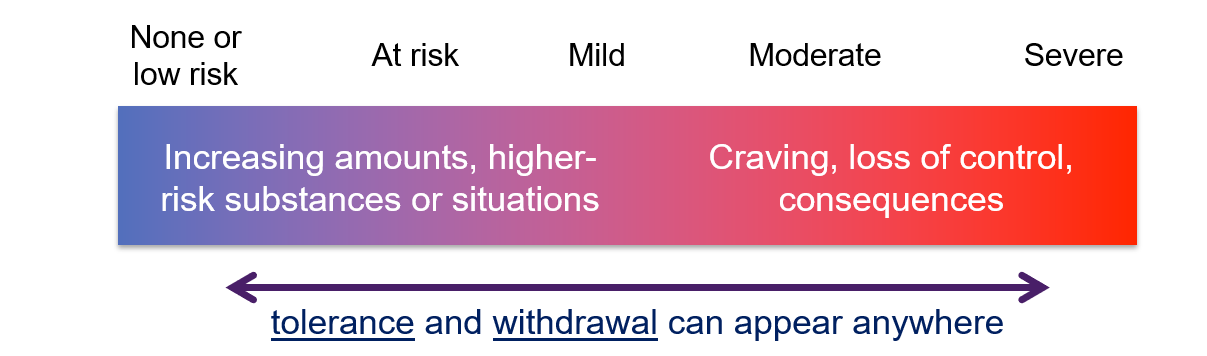 None or
low risk
At risk
Mild
Moderate
Severe
Increasing amounts, higher-
risk substances or situations
Craving, loss of control,
consequences
tolerance and withdrawal can appear anywhere